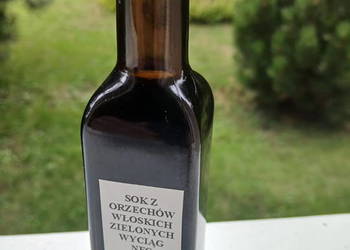 SOK Z
ORZECHÓW
WŁOSKICH
ZIELONYCH
WYCIĄG